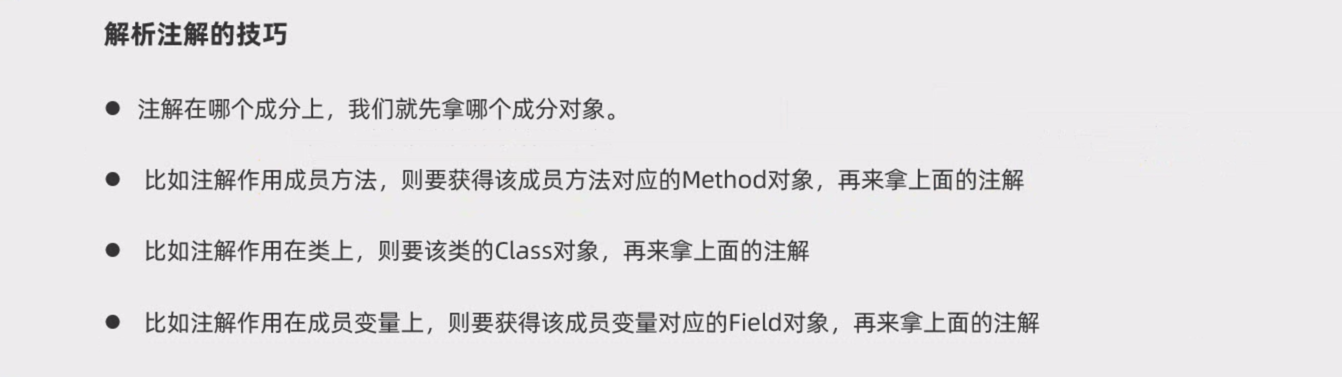 解析注解的技巧
● 注解在哪个成分上，我们就先拿哪个成分对象。
● 比如注解作用成员方法，则要获得该成员方法对应的Method对象，再来拿上面的注解
● 比如注解作用在类上，则要该类的Class对象，再来拿上面的注解
● 比如注解作用在成员变量上，则要获得该成员变量对应的Field对象，再来拿上面的注解